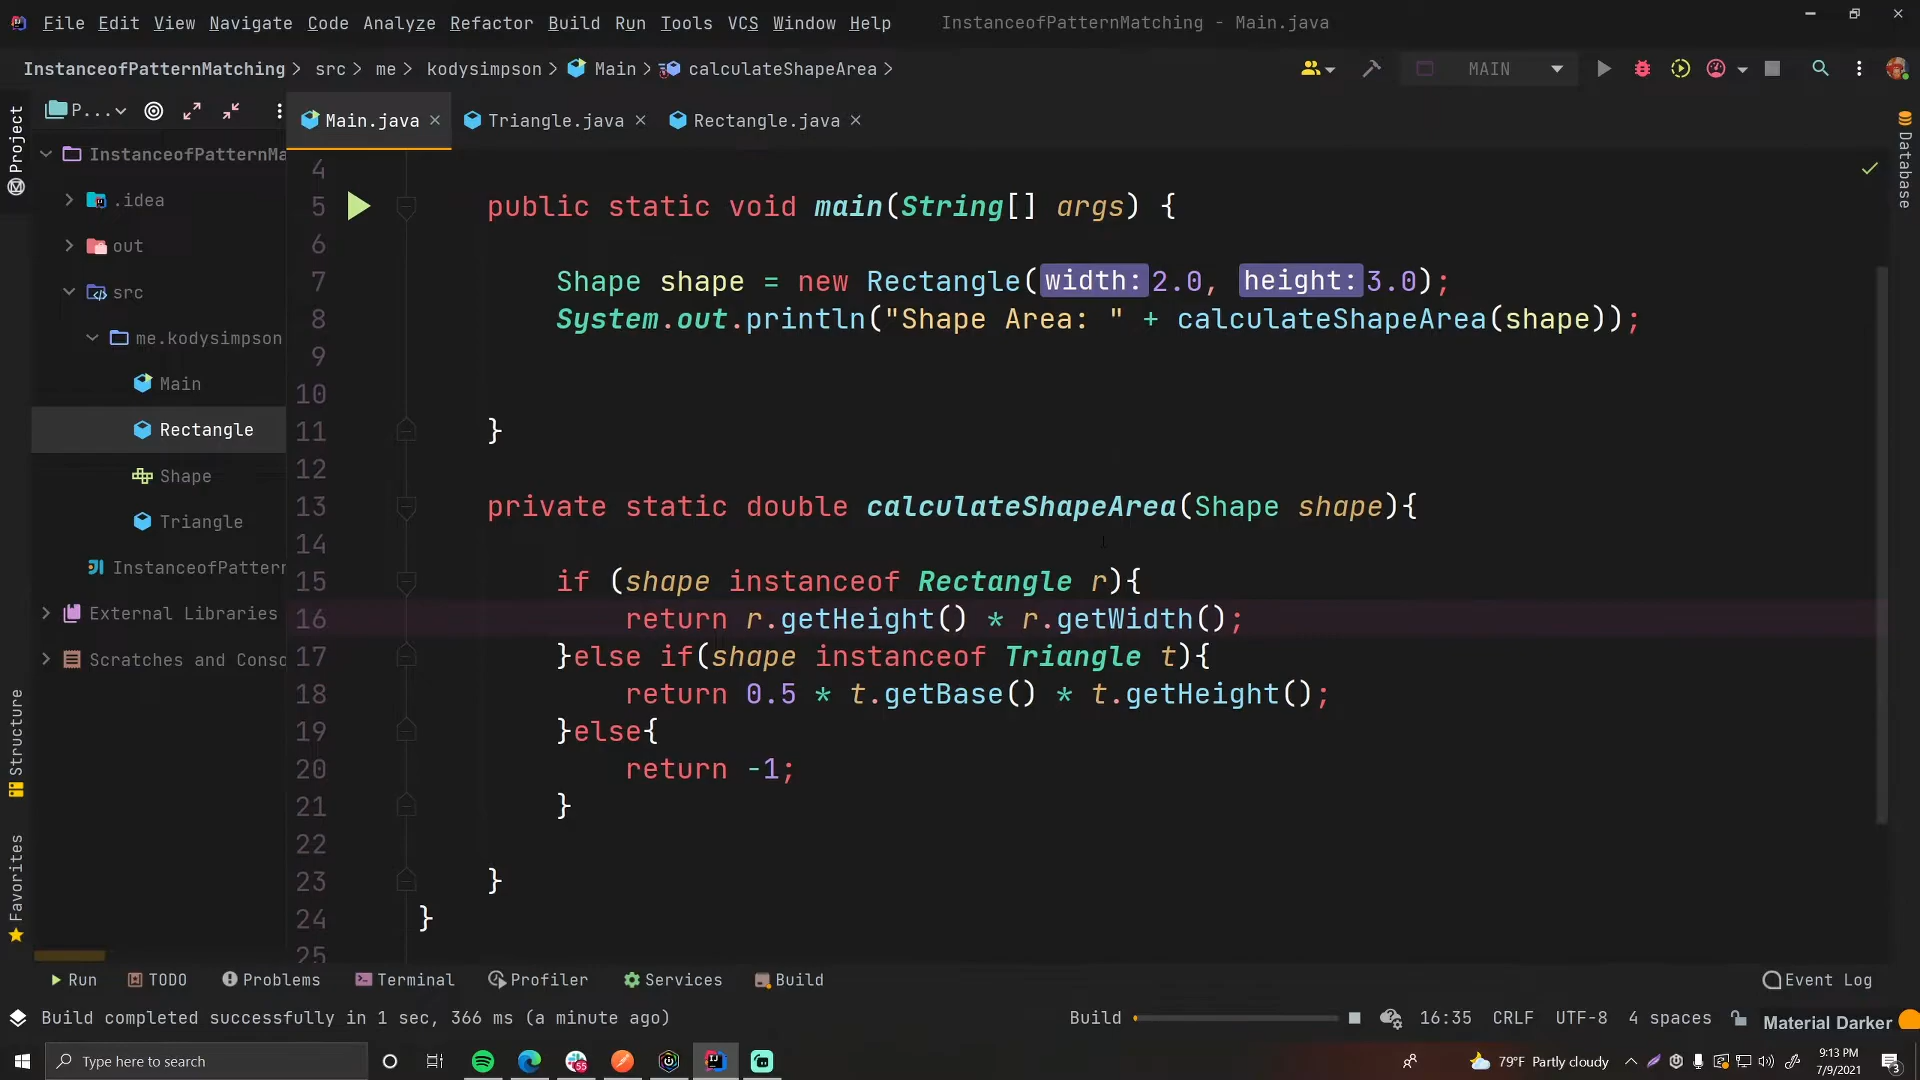 File Edit View Navigate Code Analyze Refactor Build Run Tools VCS Window Help InstanceofPatternMatching - Main.java
InstanceofPatternMatching > src > me > kodysimpson > Main > calculateShapeArea > MAIN
P...
Main.java × Triangle.java × Rectangle.java ×
Project
Database
Structure
Favorites
InstanceofPatternMa
.idea
out
src
me.kodysimpson
Main
Rectangle
Shape
Triangle
InstanceofPatterr
External Libraries
Scratches and Consc
4
5 public static void main(String[] args) {
6
7 Shape shape = new Rectangle( width: 2.0, height: 3.0);
8 System.out.println("Shape Area: " + calculateShapeArea(shape));
9
10
11 }
12
13 private static double calculateShapeArea(Shape shape){
14
15 if (shape instanceof Rectangle r){
16 return r.getHeight() * r.getWidth();
17 }else if(shape instanceof Triangle t){
18 return 0.5 * t.getBase() * t.getHeight();
19 }else{
20 return -1;
21 }
22
23 }
24 }
25
Run TODO Problems Terminal Profiler Services Build Event Log
Build completed successfully in 1 sec, 366 ms (a minute ago) Build 16:35 CRLF UTF-8 4 spaces Material Darker
Type here to search 55 79°F Partly cloudy 9:13 PM
7/9/2021 3